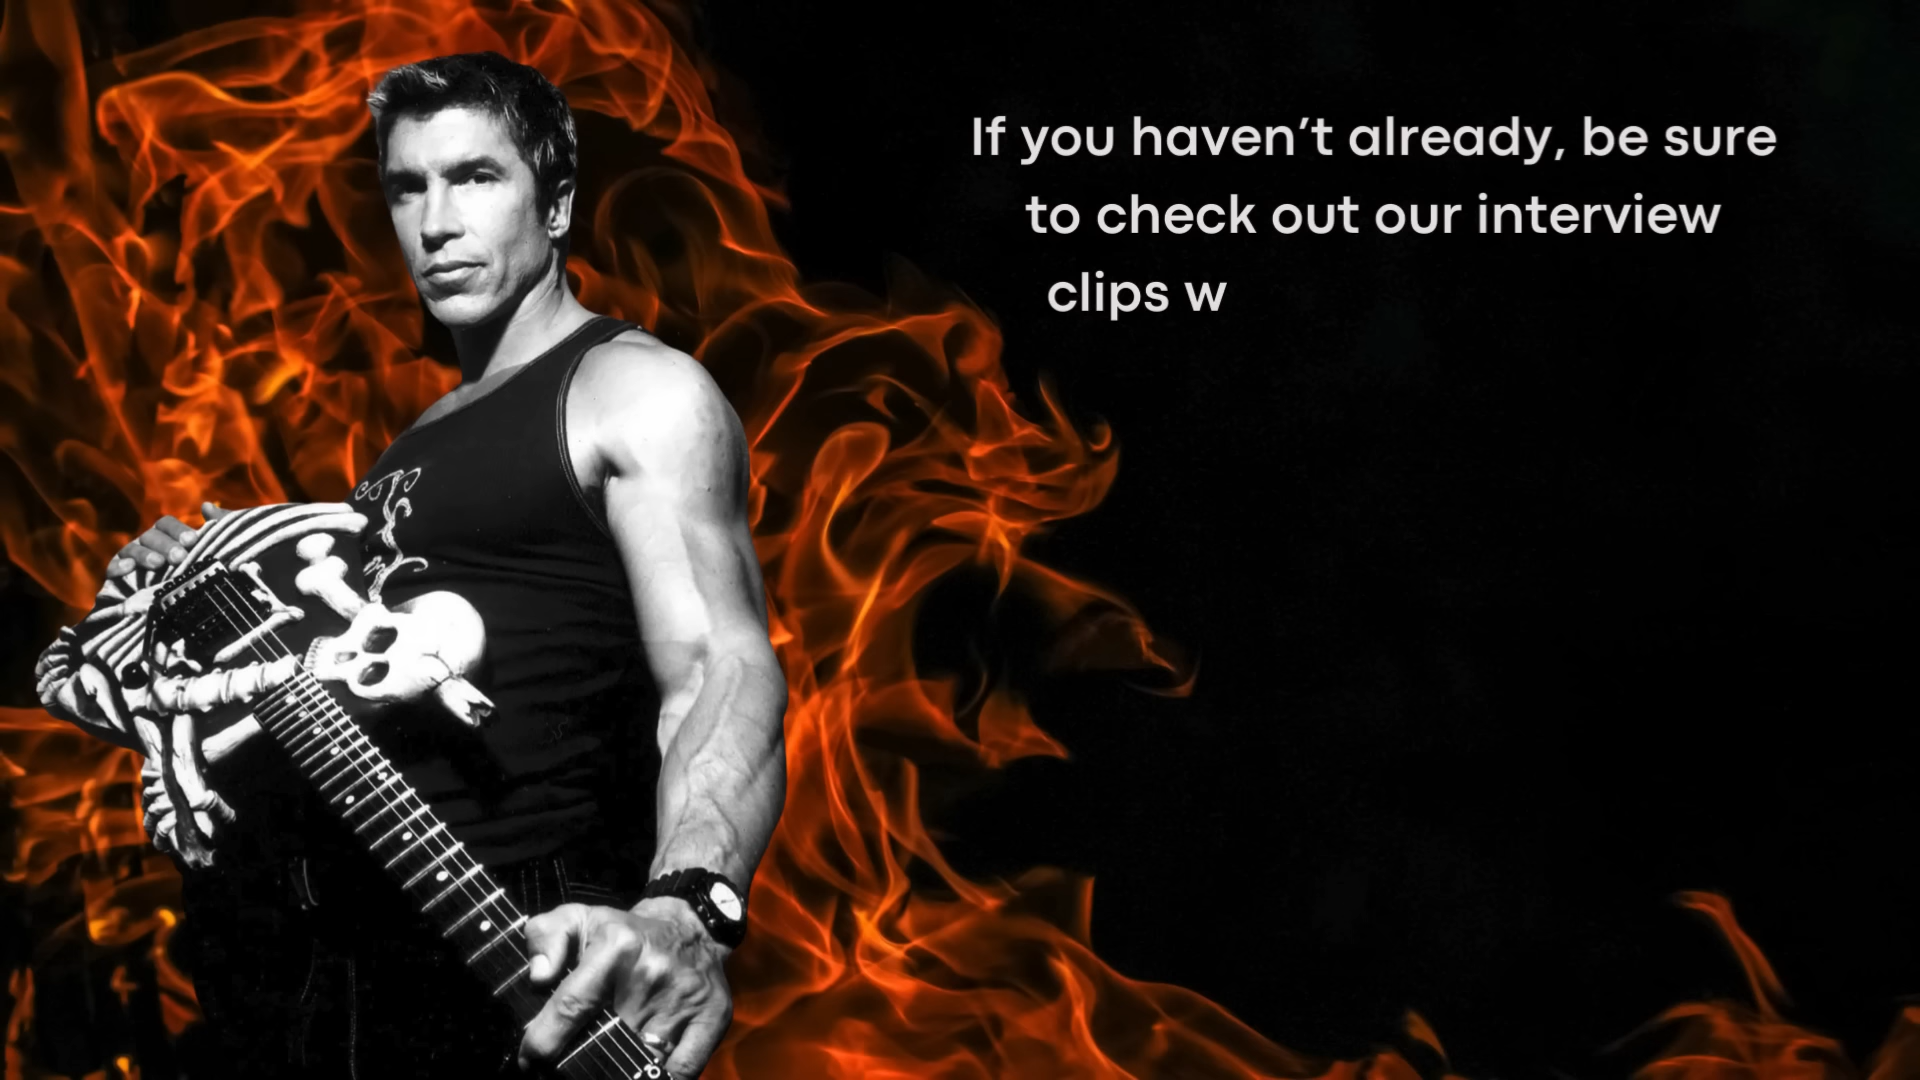 If you haven’t already, be sure
to check out our interview
clips w